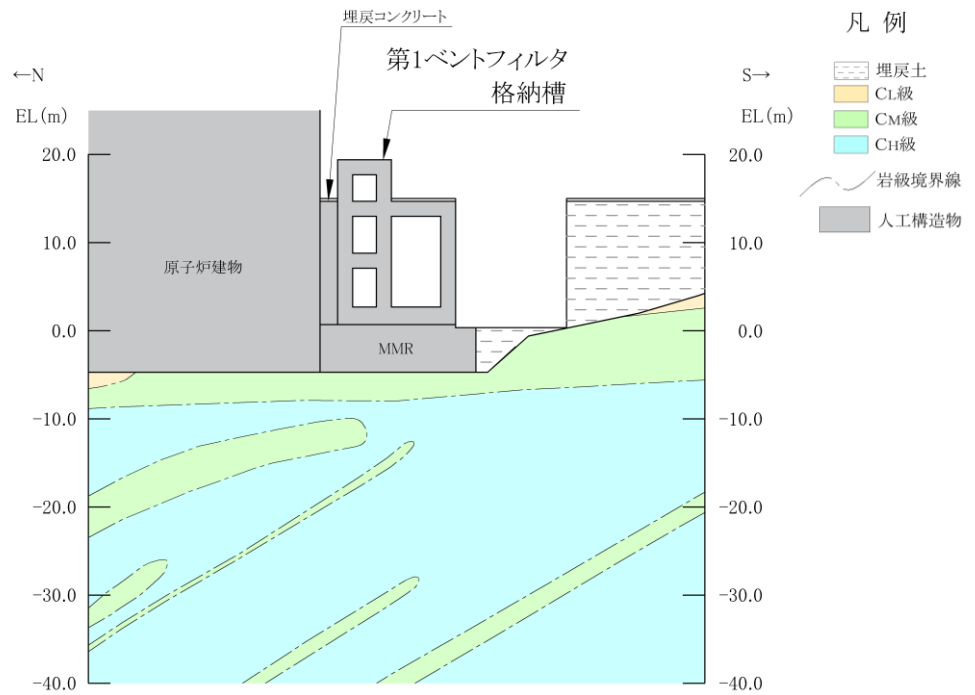 埋戻コンクリート
第1ベントフィルタ
格納槽
凡 例
←N
S→
EL(m)
EL(m)
埋戻土
CL級
CM級
CH級
岩級境界線
人工構造物
20.0
20.0
10.0
10.0
原子炉建物
0.0
0.0
MMR
-10.0
-10.0
-20.0
-20.0
-30.0
-30.0
-40.0
-40.0